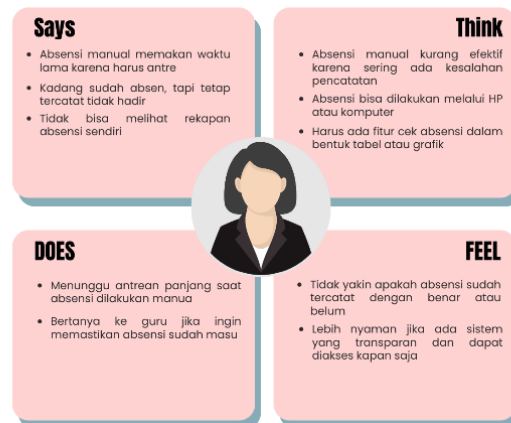 Says
• Absensi manual memakan waktu
lama karena harus antre
• Kadang sudah absen, tapi tetap
tercatat tidak hadir
• Tidak bisa melihat rekapan
absensi sendiri
Think
• Absensi manual kurang efektif
karena sering ada kesalahan
pencatatan
• Absensi bisa dilakukan melalui HP
atau komputer
• Harus ada fitur cek absensi dalam
bentuk tabel atau grafik
DOES
• Menunggu antrean panjang saat
absensi dilakukan manua
• Bertanya ke guru jika ingin
memastikan absensi sudah masu
FEEL
• Tidak yakin apakah absensi sudah
tercatat dengan benar atau
belum
• Lebih nyaman jika ada sistem
yang transparan dan dapat
diakses kapan saja